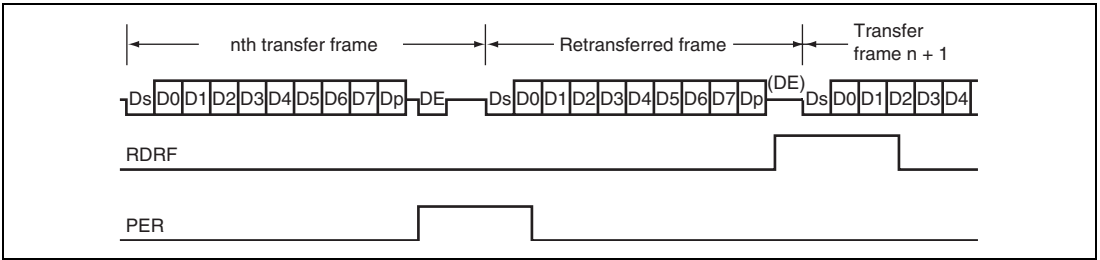 nth transfer frame Retransferred frame Transfer
frame n + 1
Ds D0 D1 D2 D3 D4 D5 D6 D7 Dp DE Ds D0 D1 D2 D3 D4 D5 D6 D7 Dp (DE) Ds D0 D1 D2 D3 D4
RDRF
PER